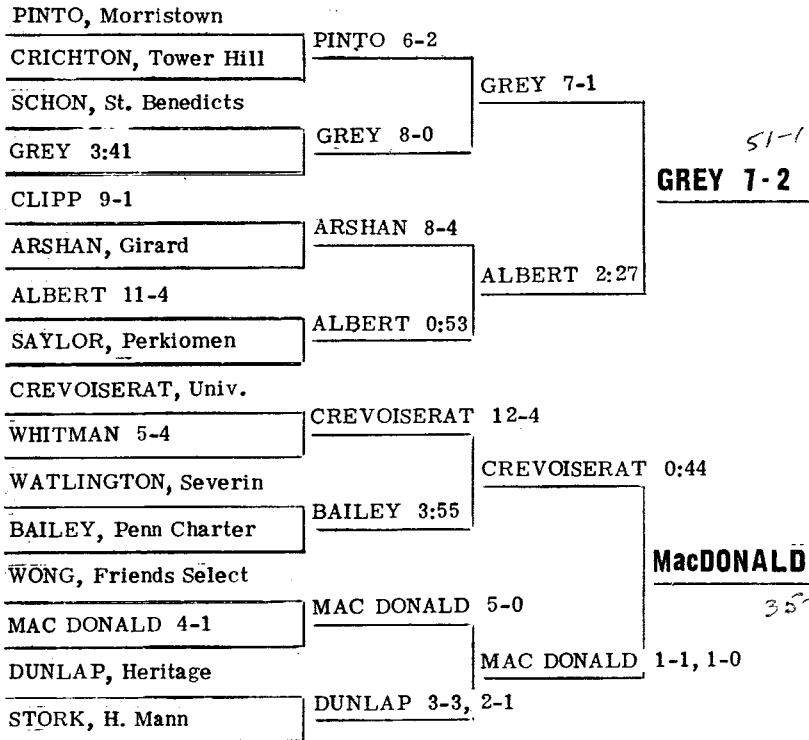 PINTO, Morristown
CRICHTON, Tower Hill
SCHON, St. Benedicts
GREY 3:41
CLIPP 9-1
ARSHAN, Girard
ALBERT 11-4
SAYLOR, Perkiomen
CREVOISERAT, Univ.
WHITMAN 5-4
WATLINGTON, Severin
BAILEY, Penn Charter
WONG, Friends Select
MAC DONALD 4-1
DUNLAP, Heritage
STORK, H. Mann
PINTO 6-2
GREY 8-0
ARSHAN 8-4
ALBERT 0:53
CREVOISERAT 12-4
BAILEY 3:55
MAC DONALD 5-0
DUNLAP 3-3, 2-1
GREY 7-1
ALBERT 2:27
CREVOISERAT 0:44
MAC DONALD 1-1, 1-0
51-1
GREY 7-2
MacDONALD
35-